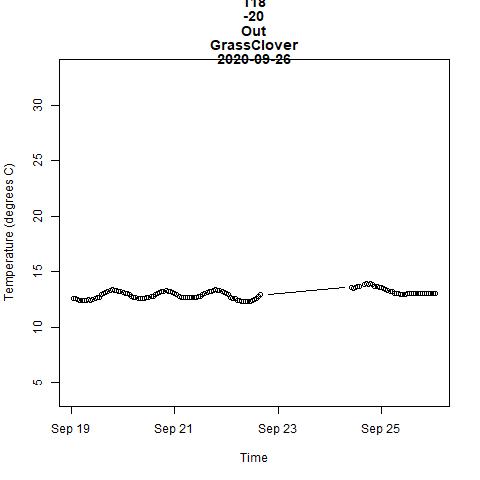 T18
-20
Out
GrassClover
2020-09-26
Temperature (degrees C)
30
25
20
15
10
5
Sep 19
Sep 21
Sep 23
Sep 25
Time